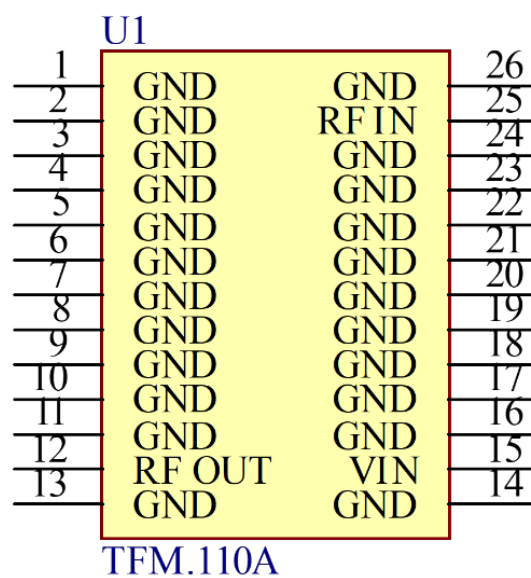 U1
1 GND GND 26
2 GND RF IN 25
3 GND GND 24
4 GND GND 23
5 GND GND 22
6 GND GND 21
7 GND GND 20
8 GND GND 19
9 GND GND 18
10 GND GND 17
11 GND GND 16
12 RF OUT VIN 15
13 GND GND 14
TFM.110A